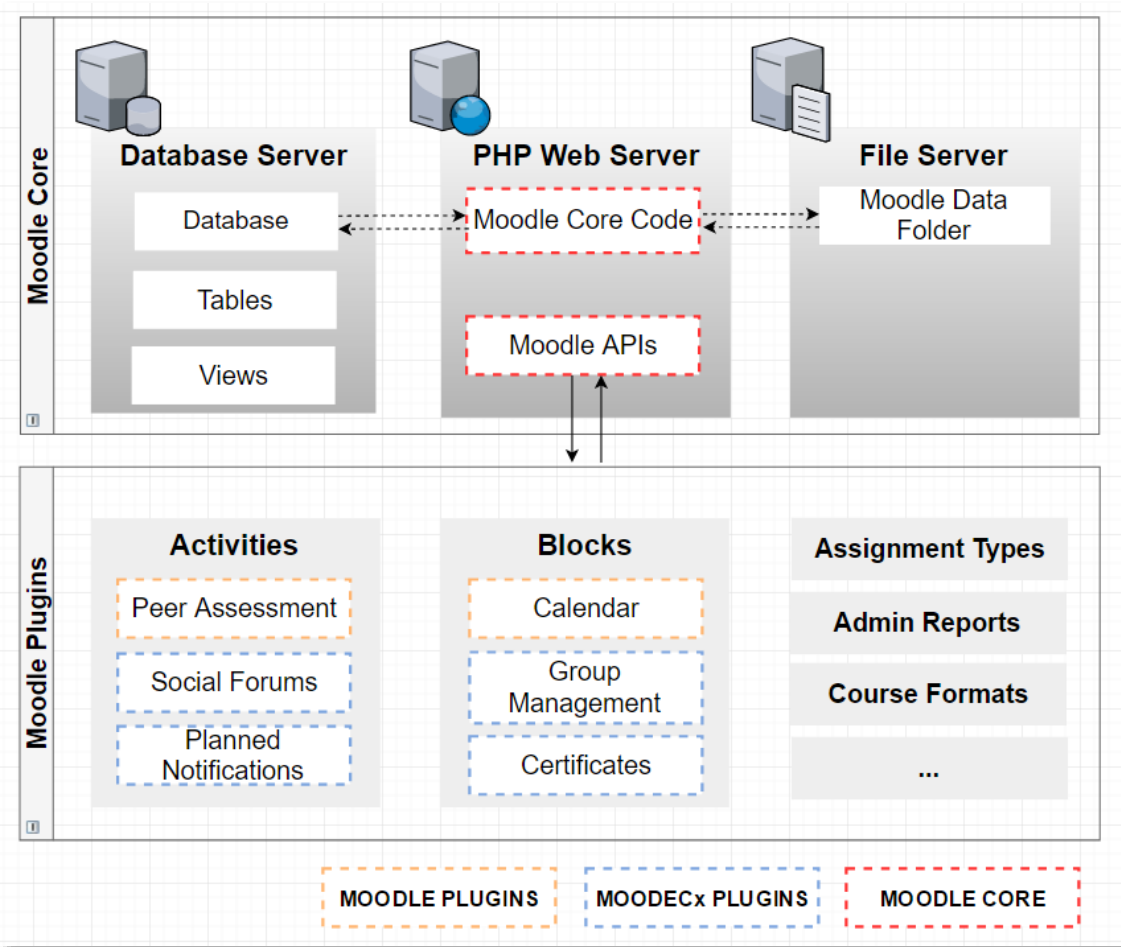 Moodle Core
Database Server
Database
Tables
Views
PHP Web Server
Moodle Core Code
Moodle APIs
File Server
Moodle Data
Folder
Moodle Plugins
Activities
Peer Assessment
Social Forums
Planned
Notifications
Blocks
Calendar
Group
Management
Certificates
Assignment Types
Admin Reports
Course Formats
...
MOODLE PLUGINS
MOODECx PLUGINS
MOODLE CORE